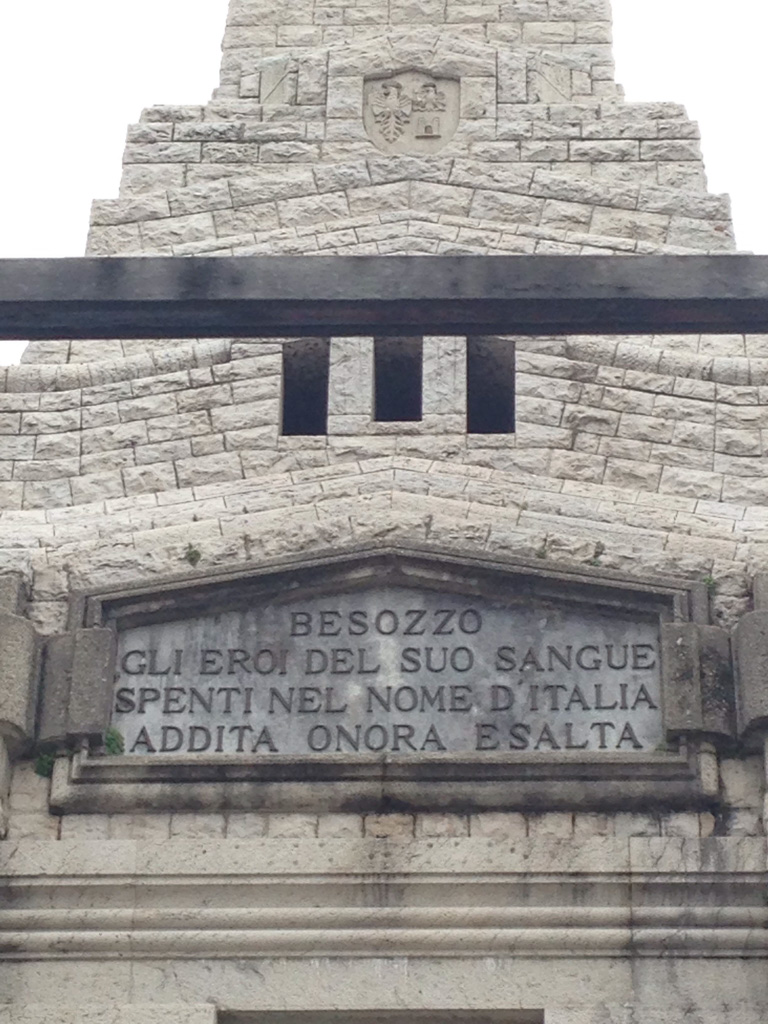 BESOZZO
GLI EROI DEL SUO SANGUE
SPENTI NEL NOME D'ITALIA
ADDITA ONORA ESALTA